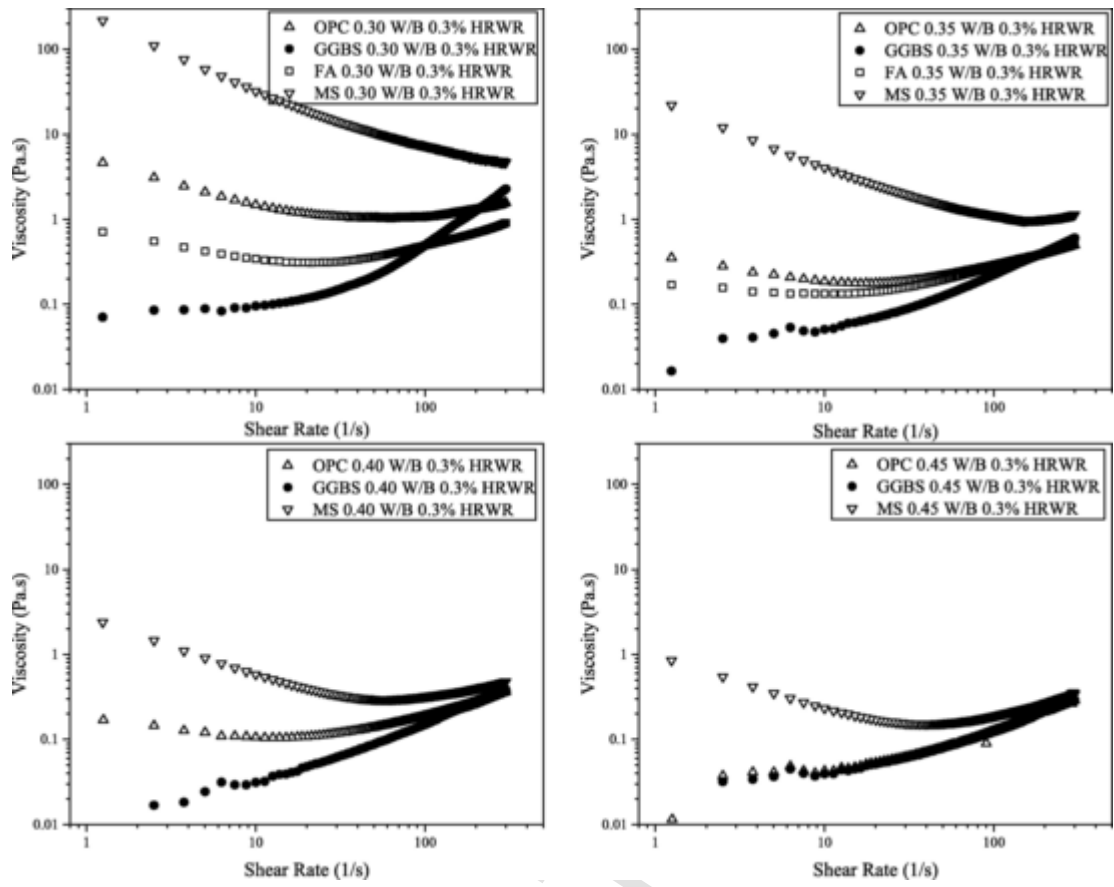 OPC 0.30 W/B 0.3% HRWR
GGBS 0.30 W/B 0.3% HRWR
FA 0.30 W/B 0.3% HRWR
MS 0.30 W/B 0.3% HRWR
Viscosity (Pa.s)
100
10
1
0.1
0.01
1
10
100
Shear Rate (1/s)
OPC 0.35 W/B 0.3% HRWR
GGBS 0.35 W/B 0.3% HRWR
FA 0.35 W/B 0.3% HRWR
MS 0.35 W/B 0.3% HRWR
Viscosity (Pa.s)
100
10
1
0.1
0.01
1
10
100
Shear Rate (1/s)
OPC 0.40 W/B 0.3% HRWR
GGBS 0.40 W/B 0.3% HRWR
MS 0.40 W/B 0.3% HRWR
Viscosity (Pa.s)
100
10
1
0.1
0.01
1
10
100
Shear Rate (1/s)
OPC 0.45 W/B 0.3% HRWR
GGBS 0.45 W/B 0.3% HRWR
MS 0.45 W/B 0.3% HRWR
Viscosity (Pa.s)
100
10
1
0.1
0.01
1
10
100
Shear Rate (1/s)